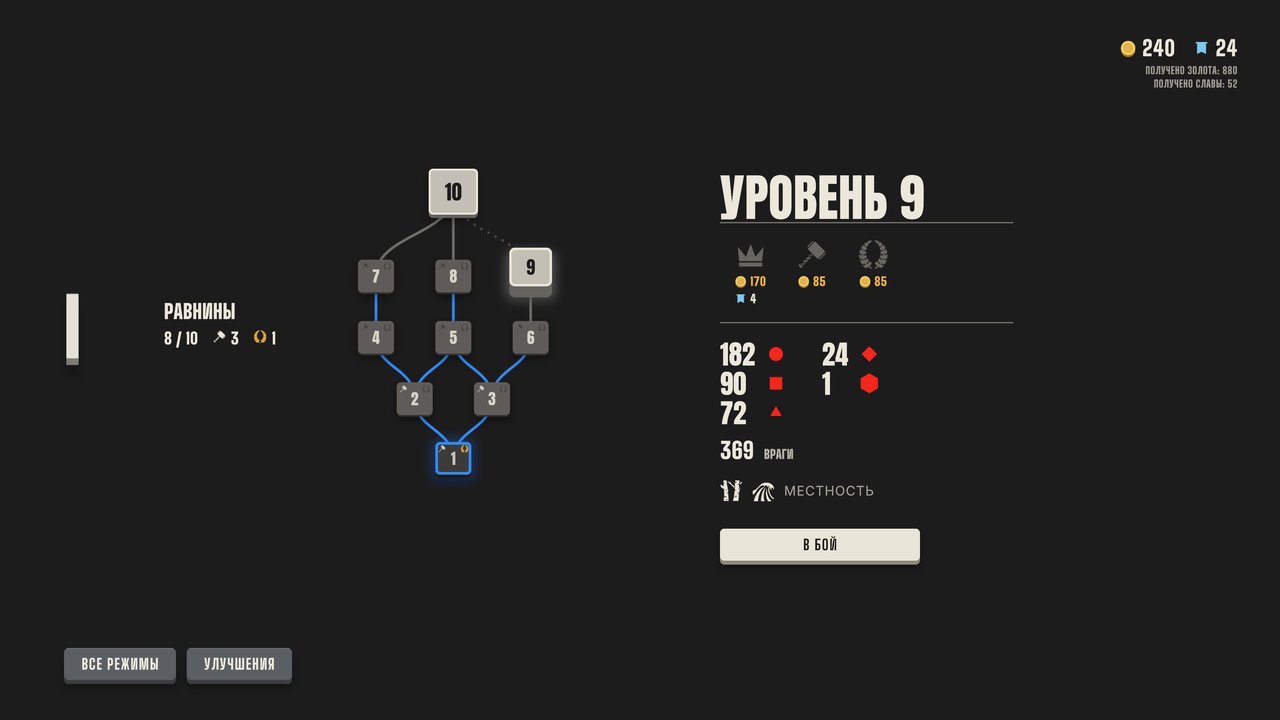 240 24
ПОЛУЧЕНО ЗОЛОТА: 880
ПОЛУЧЕНО СЛАВЫ: 52
РАВНИНЫ
8 / 10 3 1
10
9
7 8
4 5 6
2 3
1
УРОВЕНЬ 9
170 85 85
4
182 24
90 1
72
369 ВРАГИ
МЕСТНОСТЬ
В БОЙ
ВСЕ РЕЖИМЫ УЛУЧШЕНИЯ